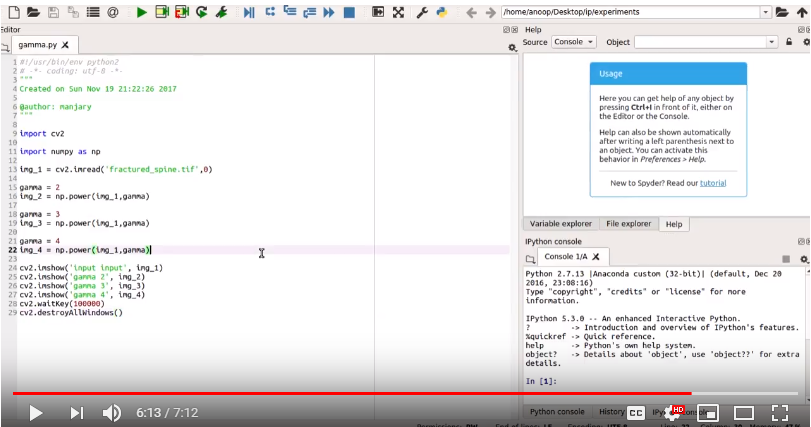 /home/anoop/Desktop/ip/experiments
Editor
gamma.py
1 #!/usr/bin/env python2
2 # -*- coding: utf-8 -*-
3 """
4 Created on Sun Nov 19 21:22:26 2017
5
6 @author: manjary
7 """
8
9 import cv2
10
11 import numpy as np
12
13 img_1 = cv2.imread('fractured_spine.tif',0)
14
15 gamma = 2
16 img_2 = np.power(img_1,gamma)
17
18 gamma = 3
19 img_3 = np.power(img_1,gamma)
20
21 gamma = 4
22 img_4 = np.power(img_1,gamma)
23
24 cv2.imshow('input input', img_1)
25 cv2.imshow('gamma 2', img_2)
26 cv2.imshow('gamma 3', img_3)
27 cv2.imshow('gamma 4', img_4)
28 cv2.waitKey(100000)
29 cv2.destroyAllWindows()
Help
Source Console Object
Usage
Here you can get help of any object by
pressing Ctrl+I in front of it, either on
the Editor or the Console.
Help can also be shown automatically
after writing a left parenthesis next to
an object. You can activate this
behavior in Preferences > Help.
New to Spyder? Read our tutorial
Variable explorer File explorer Help
IPython console
Console 1/A
Python 2.7.13 |Anaconda custom (32-bit)| (default, Dec 20
2016, 23:08:16)
Type "copyright", "credits" or "license" for more
information.
IPython 5.3.0 -- An enhanced Interactive Python.
? -> Introduction and overview of IPython's features.
%quickref -> Quick reference.
help -> Python's own help system.
object? -> Details about 'object', use 'object??' for extra
details.
In [1]:
Python console History
6:13 / 7:12
CC
HD